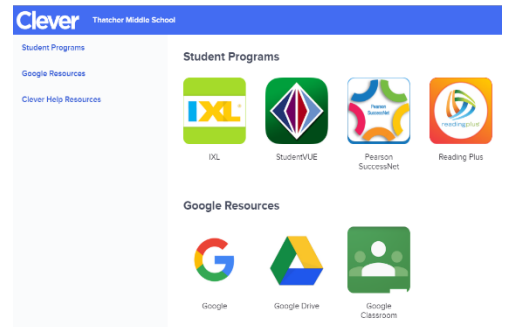 Clever Thatcher Middle School
Student Programs
Google Resources
Clever Help Resources
Student Programs
IXL
Pearson
SuccessNet
readingplus
IXL
StudentVUE
Pearson
SuccessNet
Reading Plus
Google Resources
G
Google
Google Drive
Google
Classroom